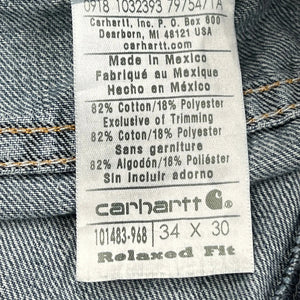 0918 1032393 797547 1A
Carhartt, Inc. P.O. Box 600
Dearborn, MI 48121 USA
carhartt.com
Made in Mexico
Fabriqué au Mexique
Hecho en México
82% Cotton/18% Polyester
Exclusive of Trimming
82% Coton/18% Polyester
Sans garniture
82% Algodón/18% Poliéster
Sin incluir adorno
carhartt
101483-968 34 X 30
Relaxed Fit